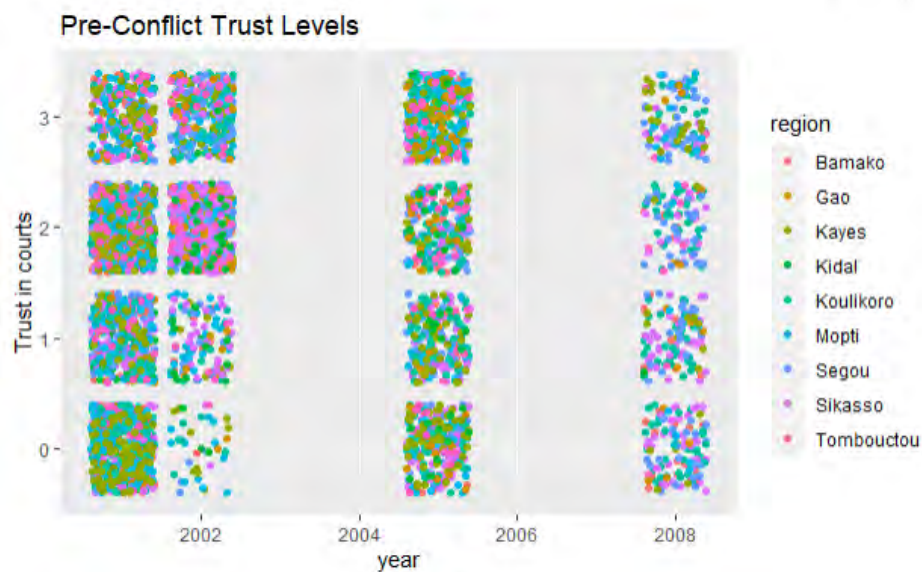 Pre-Conflict Trust Levels
Trust in courts
3
2
1
0
2002
2004
2006
2008
year
region
Bamako
Gao
Kayes
Kidal
Koulikoro
Mopti
Segou
Sikasso
Tombouctou